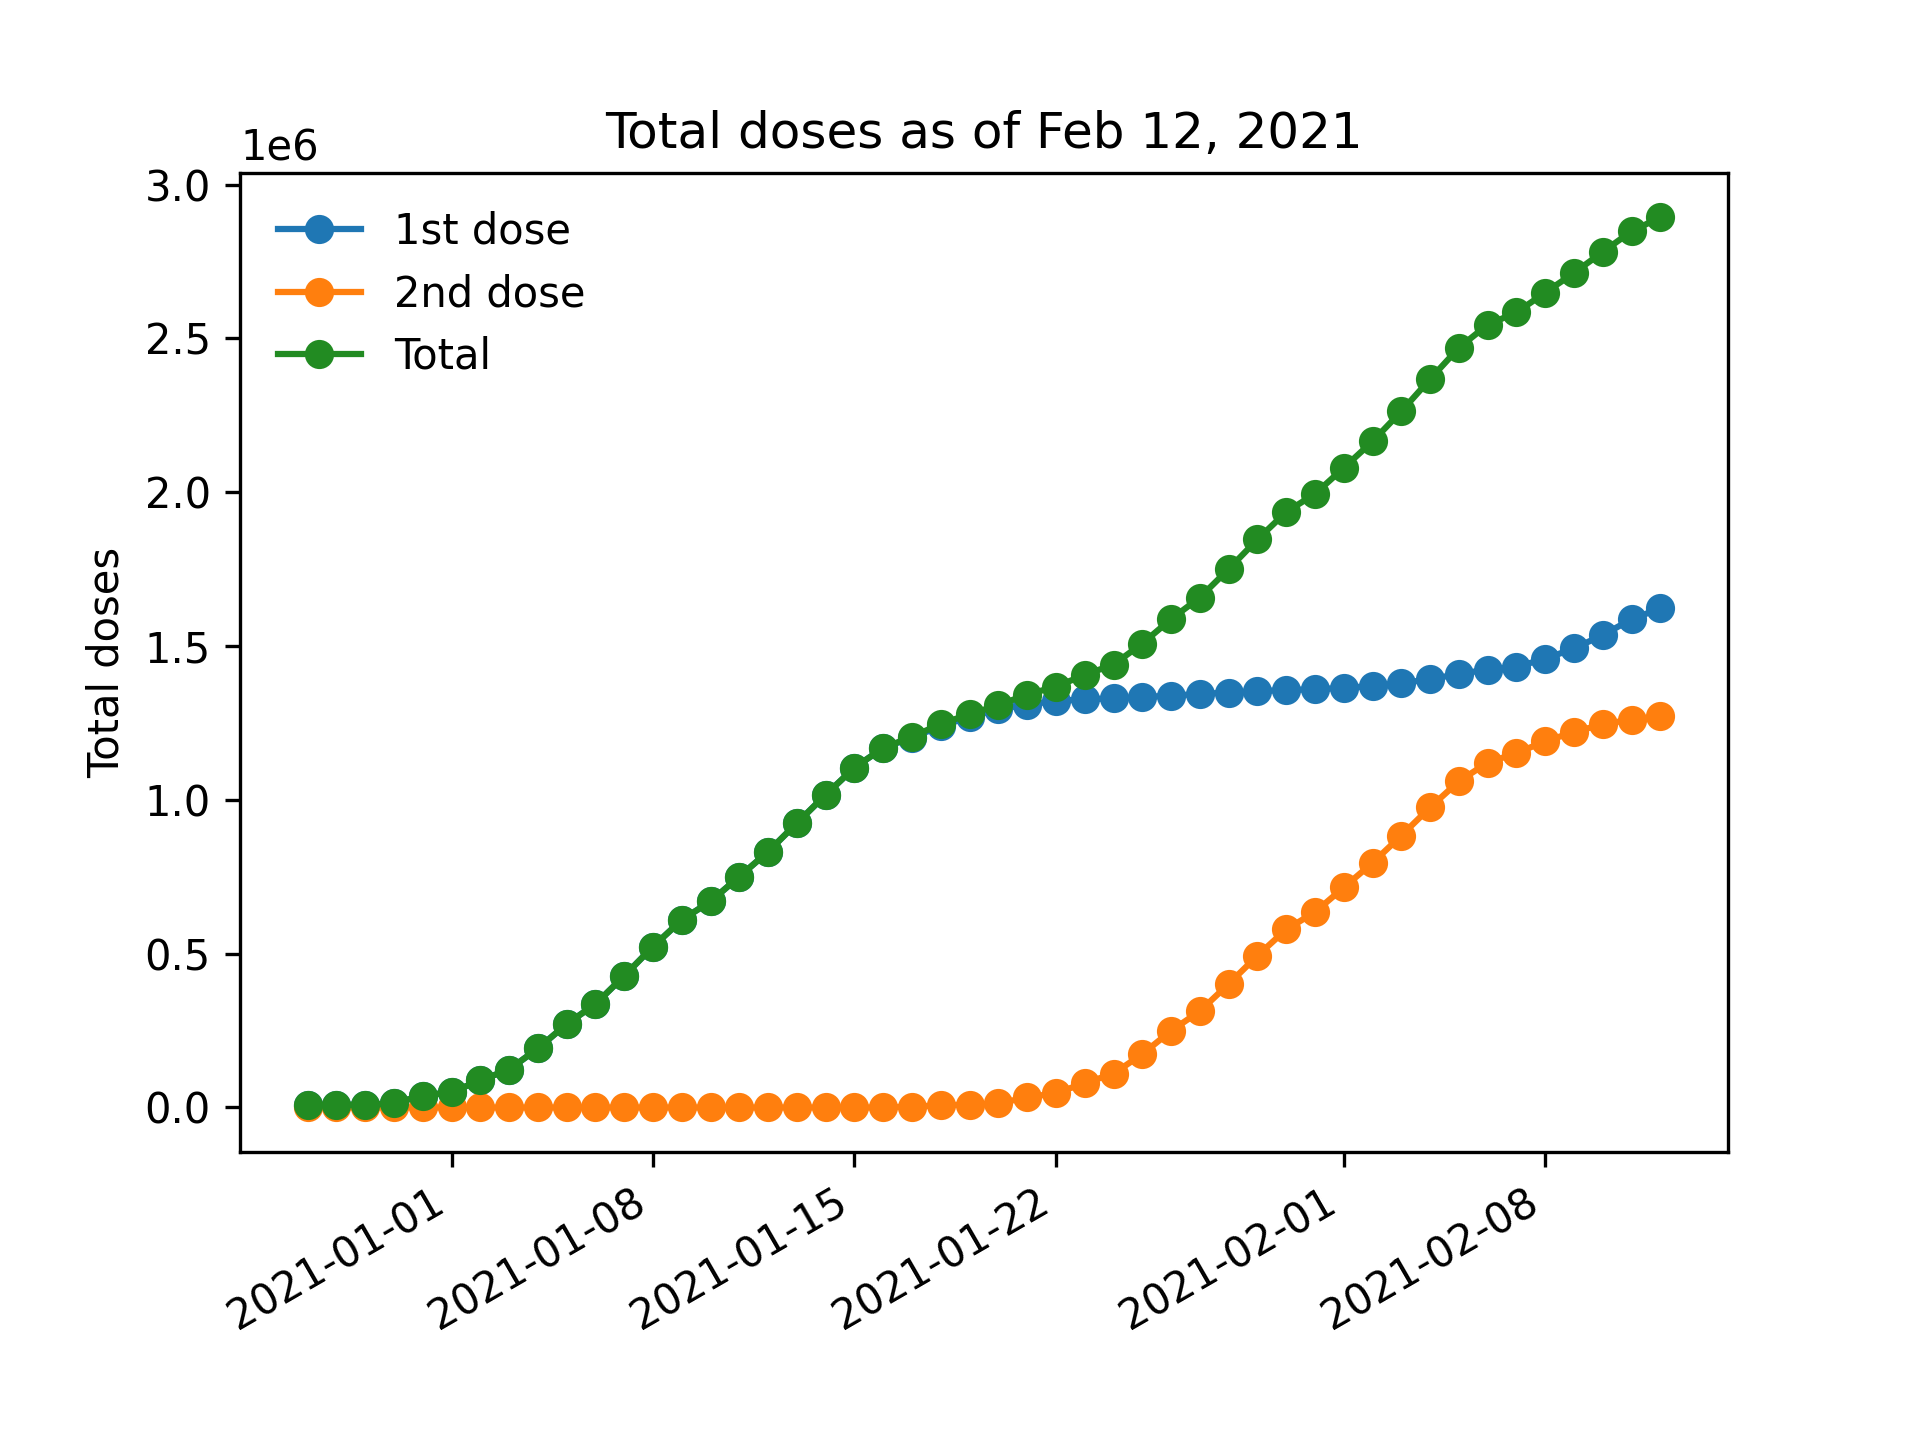 Total doses as of Feb 12, 2021
1e6
3.0
2.5
2.0
1.5
1.0
0.5
0.0
Total doses
1st dose
2nd dose
Total
2021-01-01
2021-01-08
2021-01-15
2021-01-22
2021-02-01
2021-02-08